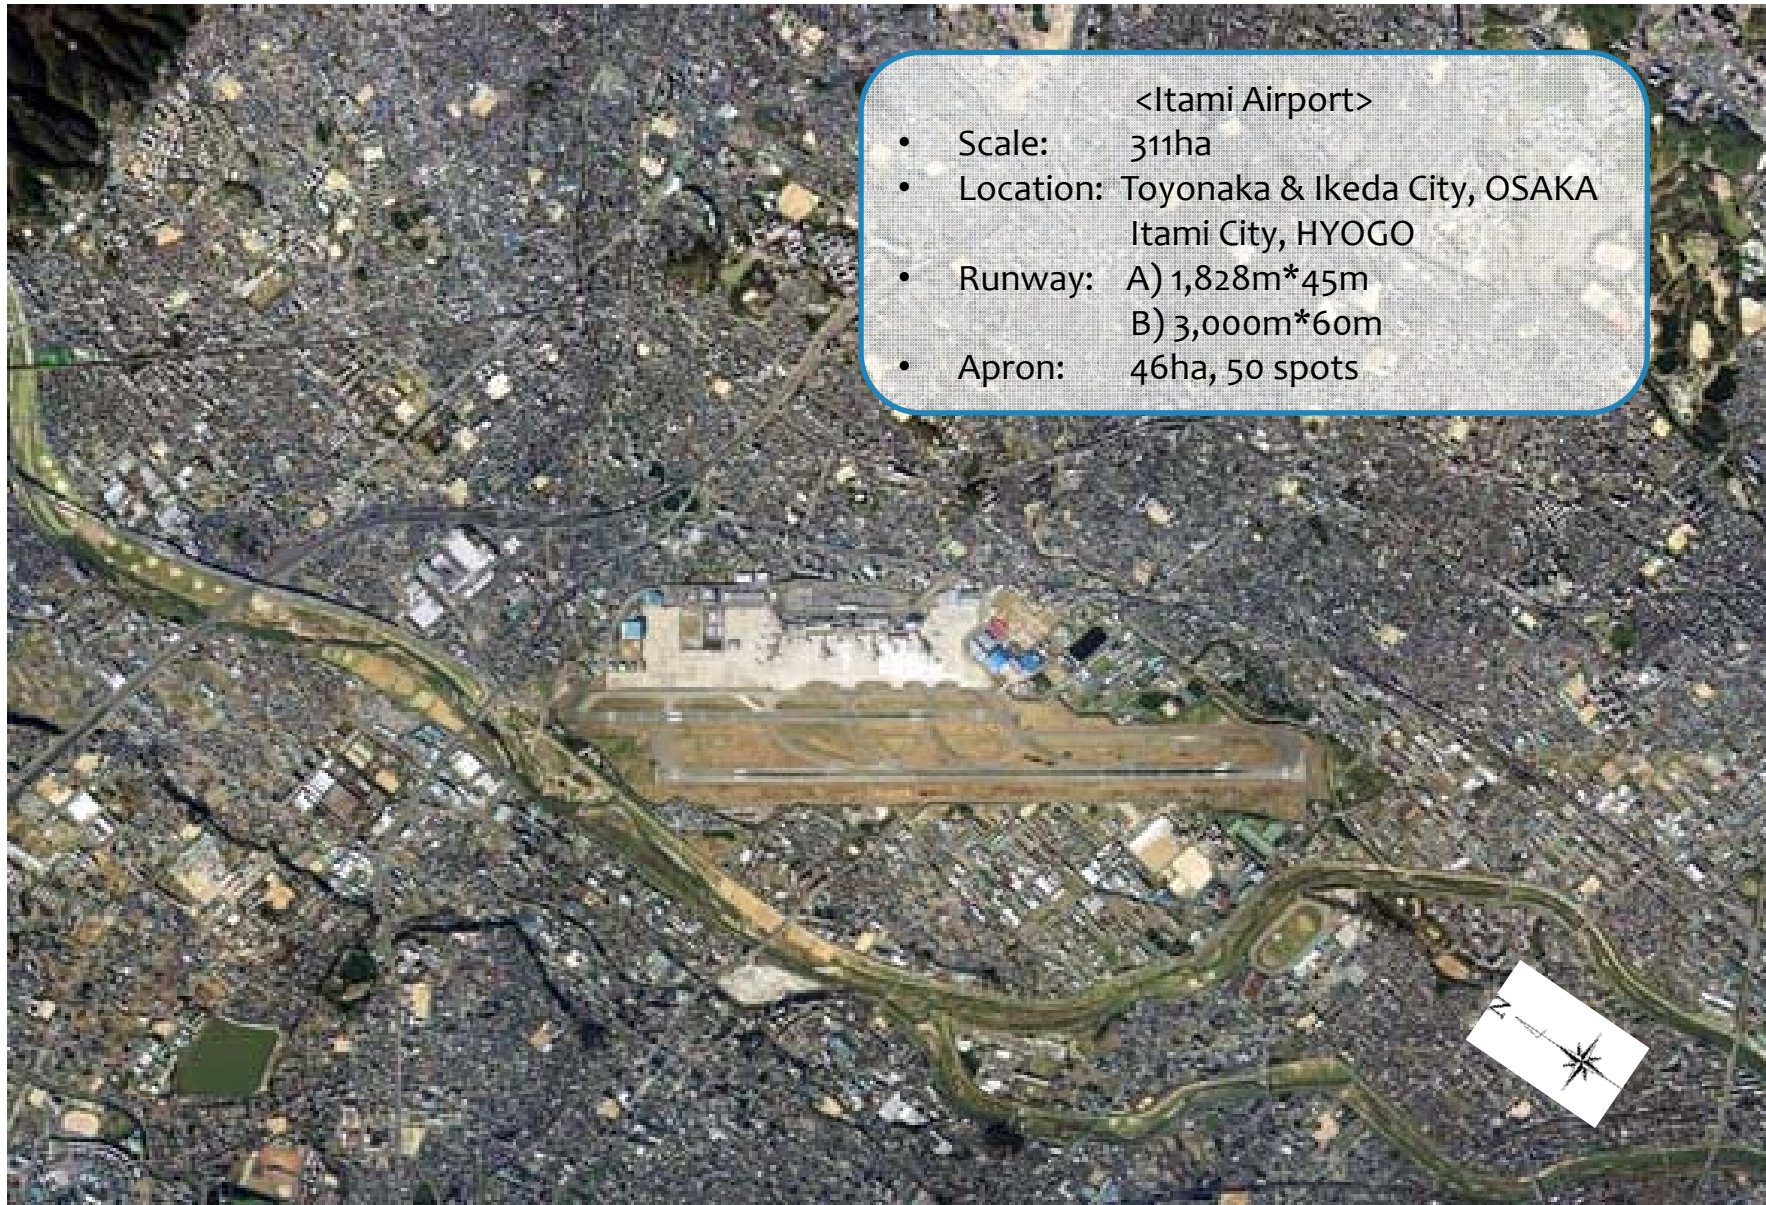 <Itami Airport>
• Scale: 311ha
• Location: Toyonaka & Ikeda City, OSAKA
Itami City, HYOGO
• Runway: A) 1,828m*45m
B) 3,000m*60m
• Apron: 46ha, 50 spots
N